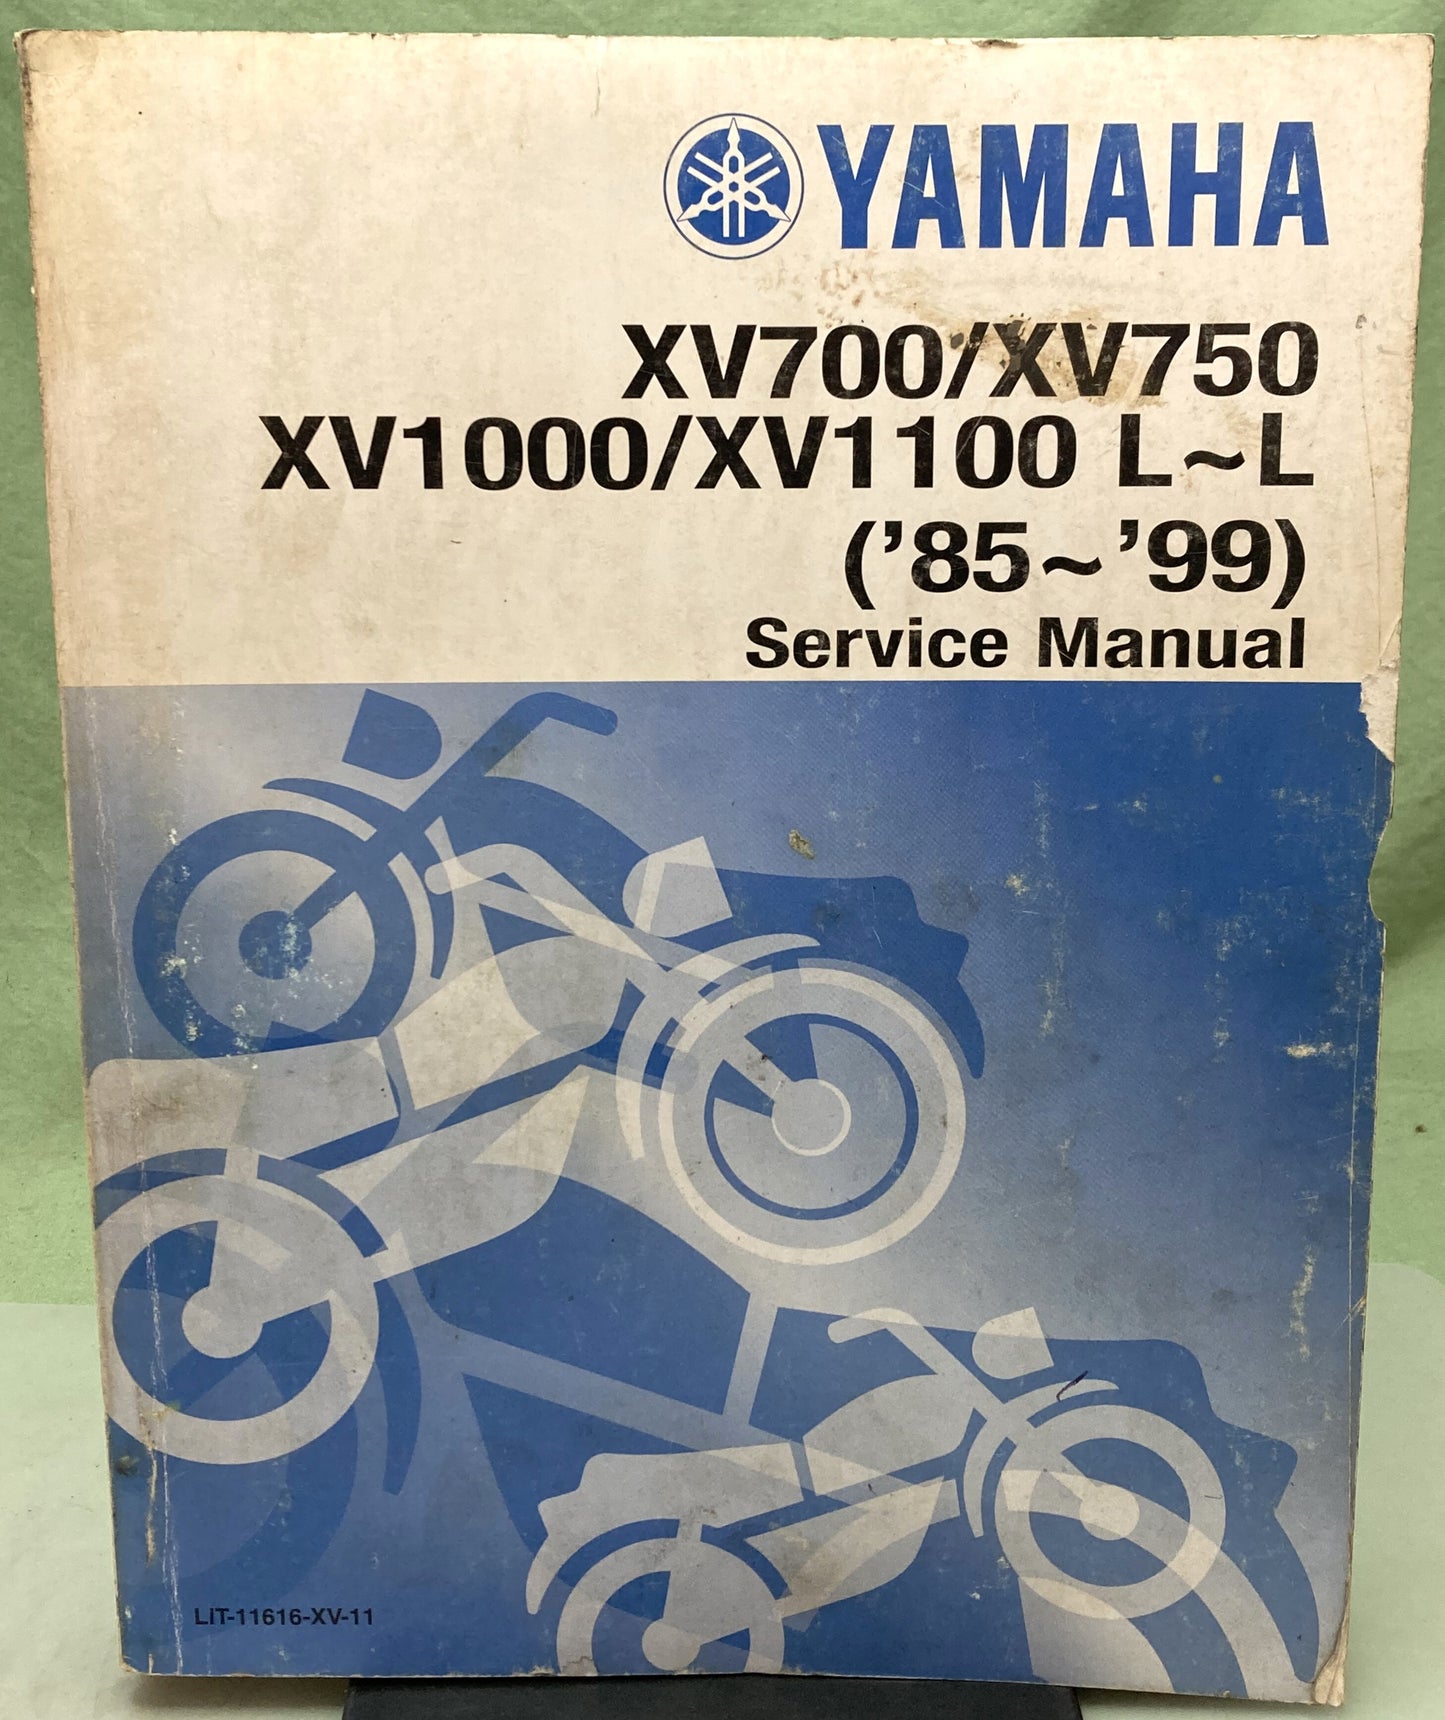 YAMAHA
XV700/XV750
XV1000/XV1100 L~L
('85~'99)
Service Manual
LIT-11616-XV-11